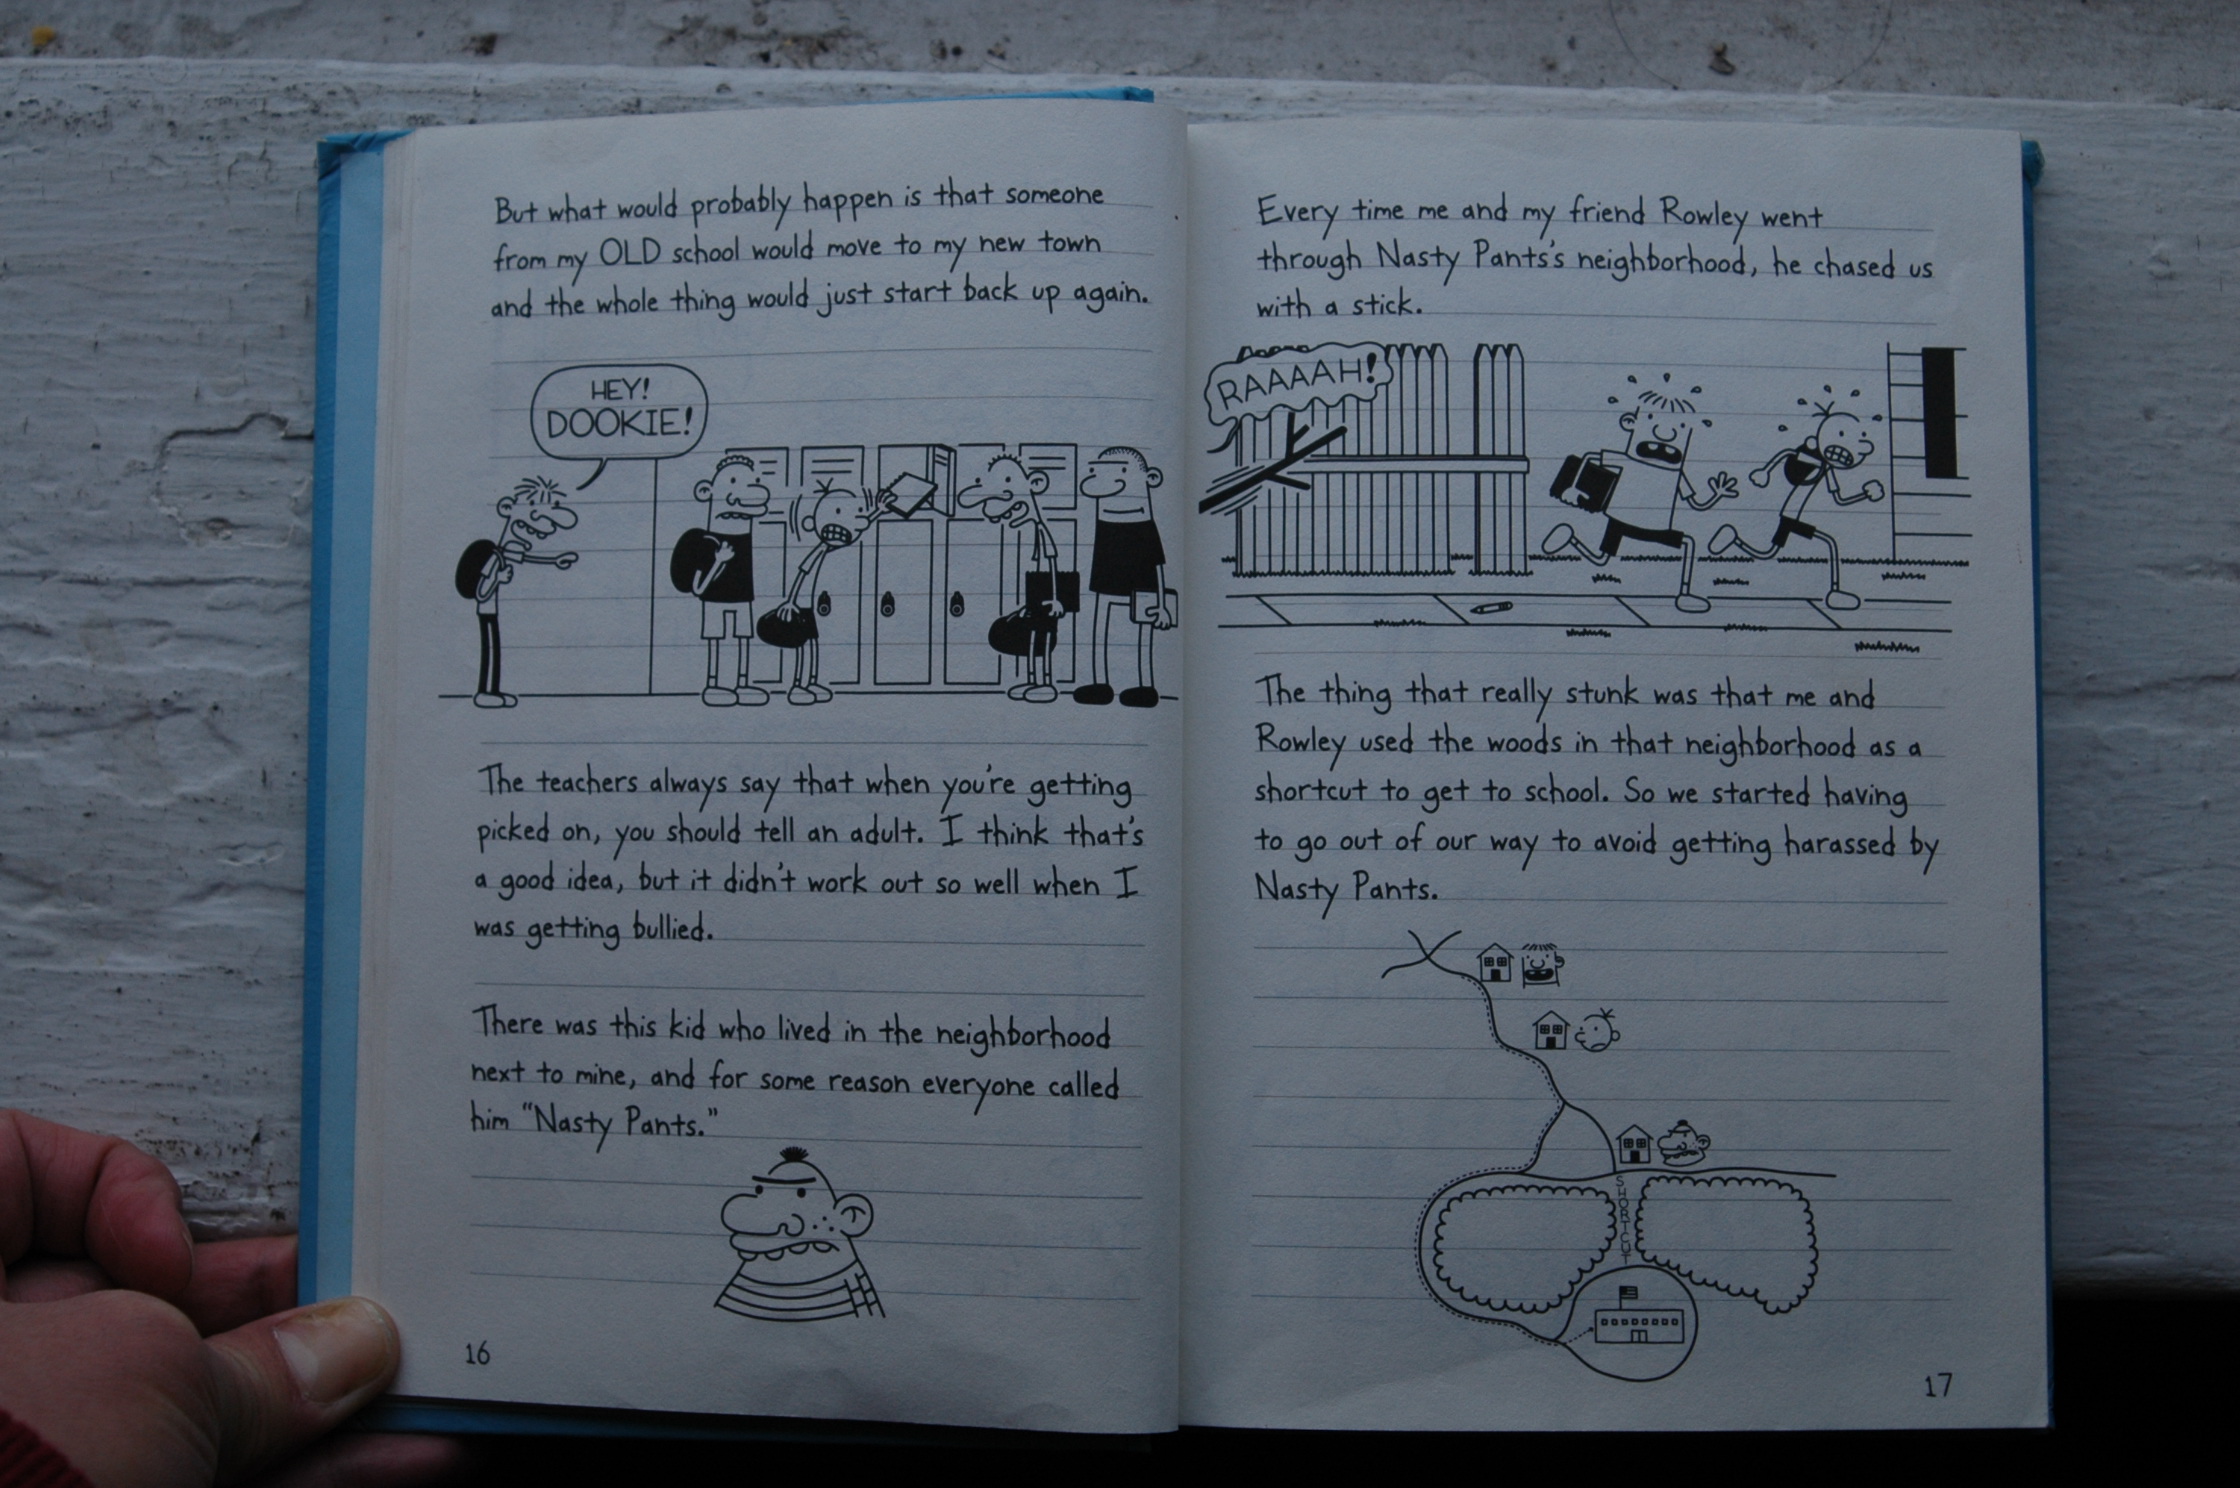 But what would probably happen is that someone
from my OLD school would move to my new town
and the whole thing would just start back up again.
HEY!
DOOKIE!
The teachers always say that when you're getting
picked on, you should tell an adult. I think that's
a good idea, but it didn't work out so well when I
was getting bullied.
There was this kid who lived in the neighborhood
next to mine, and for some reason everyone called
him "Nasty Pants."
16
Every time me and my friend Rowley went
through Nasty Pants's neighborhood, he chased us
with a stick.
RAAAAH!
The thing that really stunk was that me and
Rowley used the woods in that neighborhood as a
shortcut to get to school. So we started having
to go out of our way to avoid getting harassed by
Nasty Pants.
SHORTCUT
17